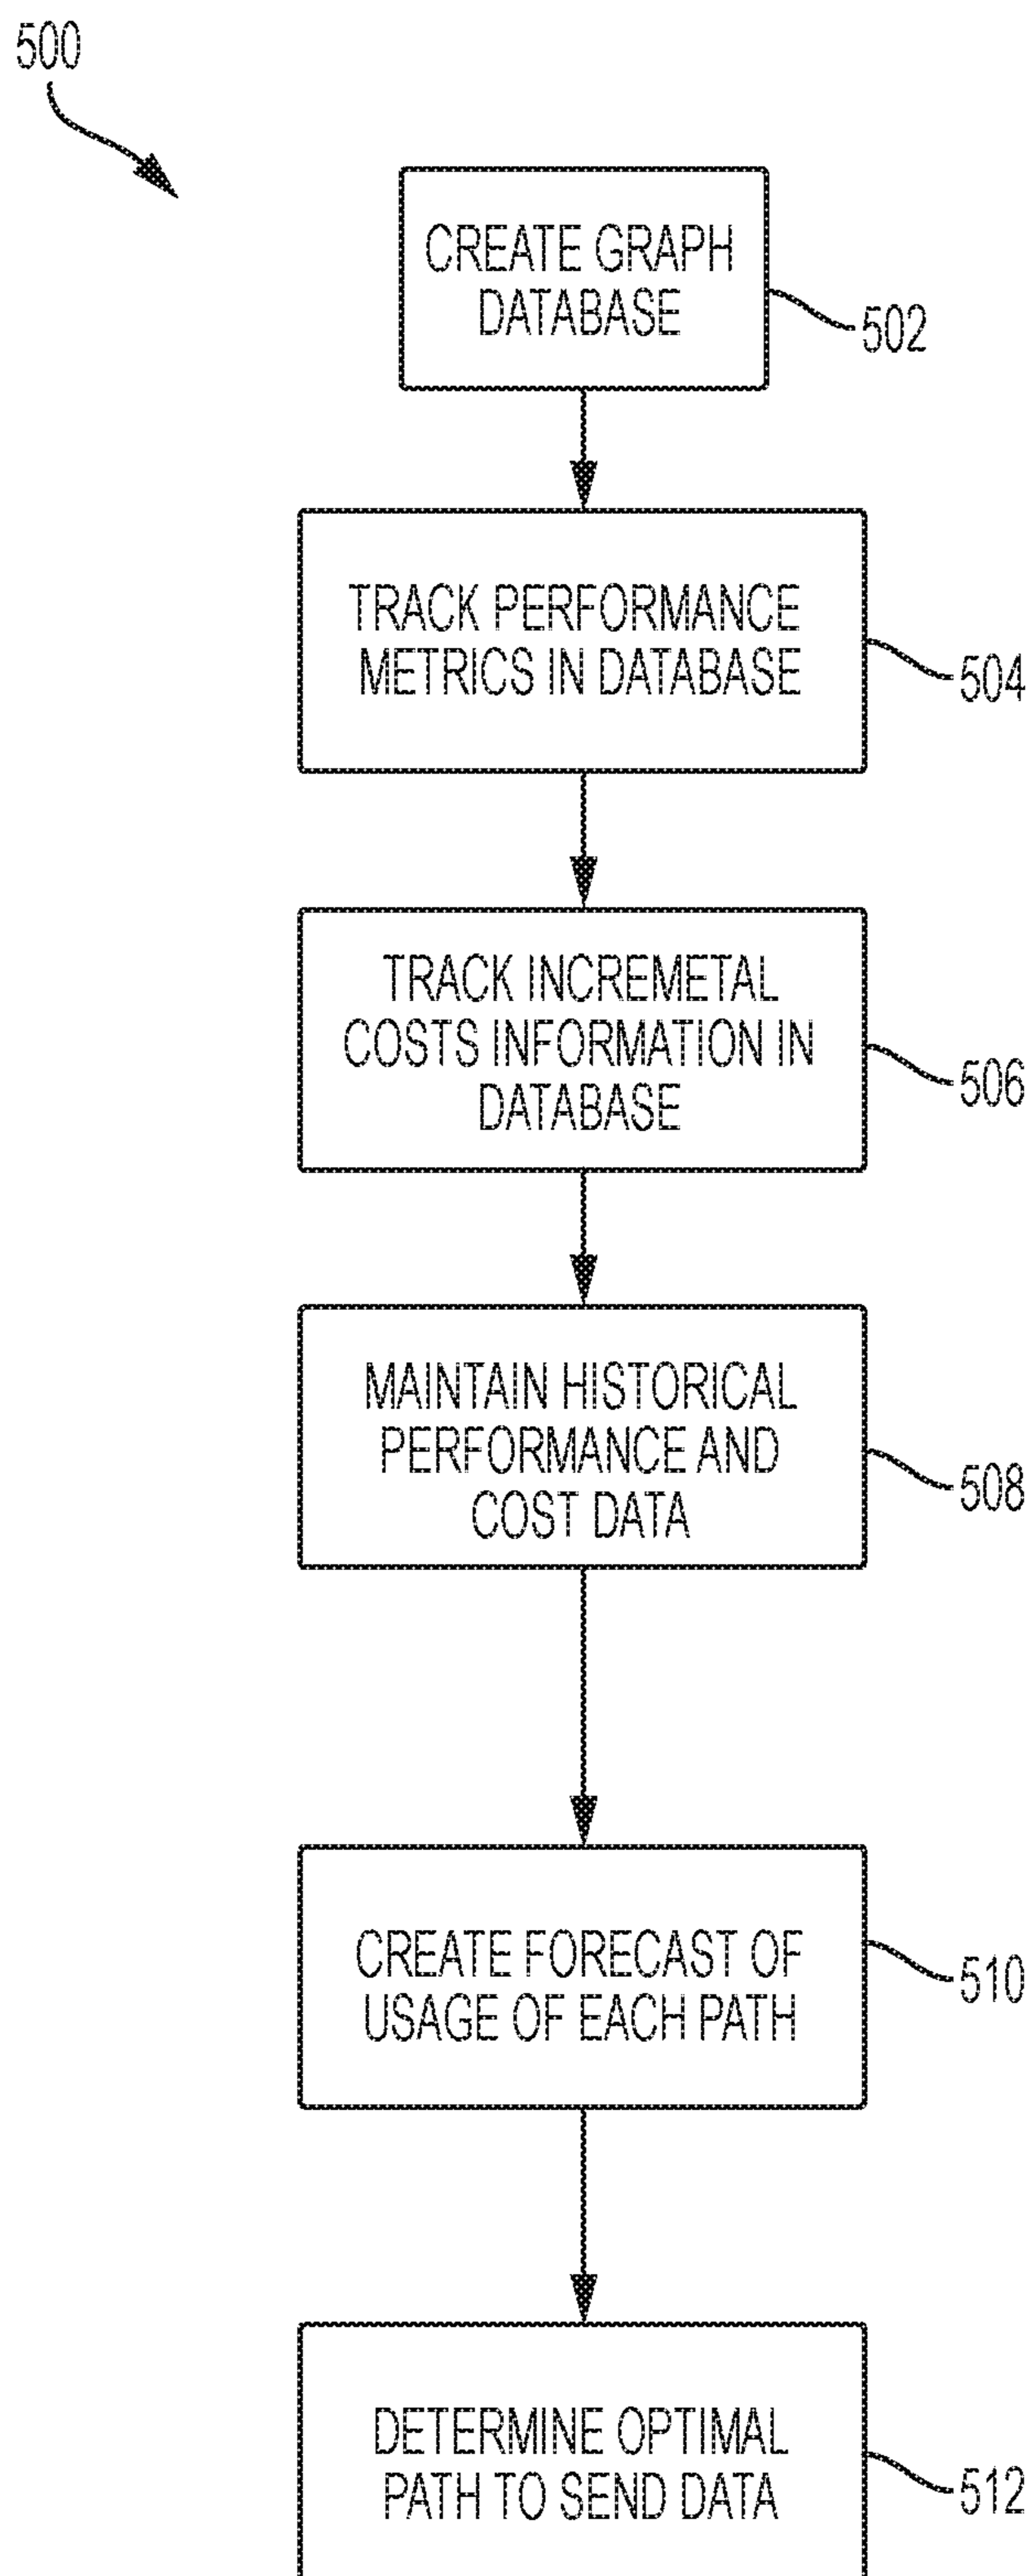 500
CREATE GRAPH
DATABASE
502
TRACK PERFORMANCE
METRICS IN DATABASE
504
TRACK INCREMETAL
COSTS INFORMATION IN
DATABASE
506
MAINTAIN HISTORICAL
PERFORMANCE AND
COST DATA
508
CREATE FORECAST OF
USAGE OF EACH PATH
510
DETERMINE OPTIMAL
PATH TO SEND DATA
512